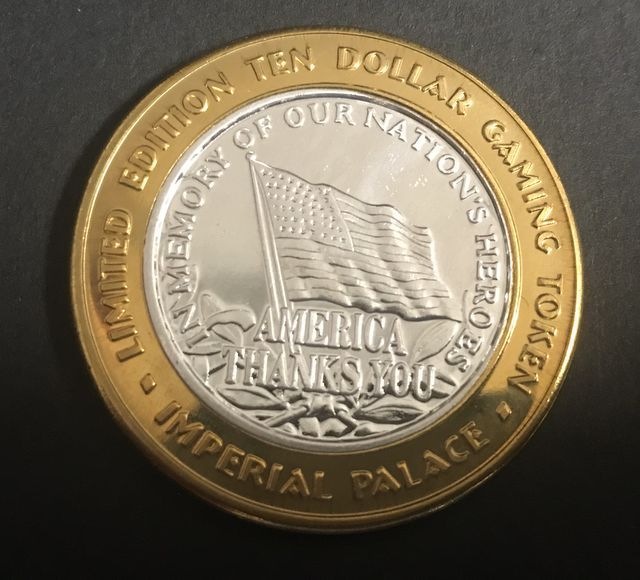 LIMITED EDITION TEN DOLLAR GAMING TOKEN
IMPERIAL PALACE
IN MEMORY OF OUR NATION'S HEROES
AMERICA
THANKS YOU